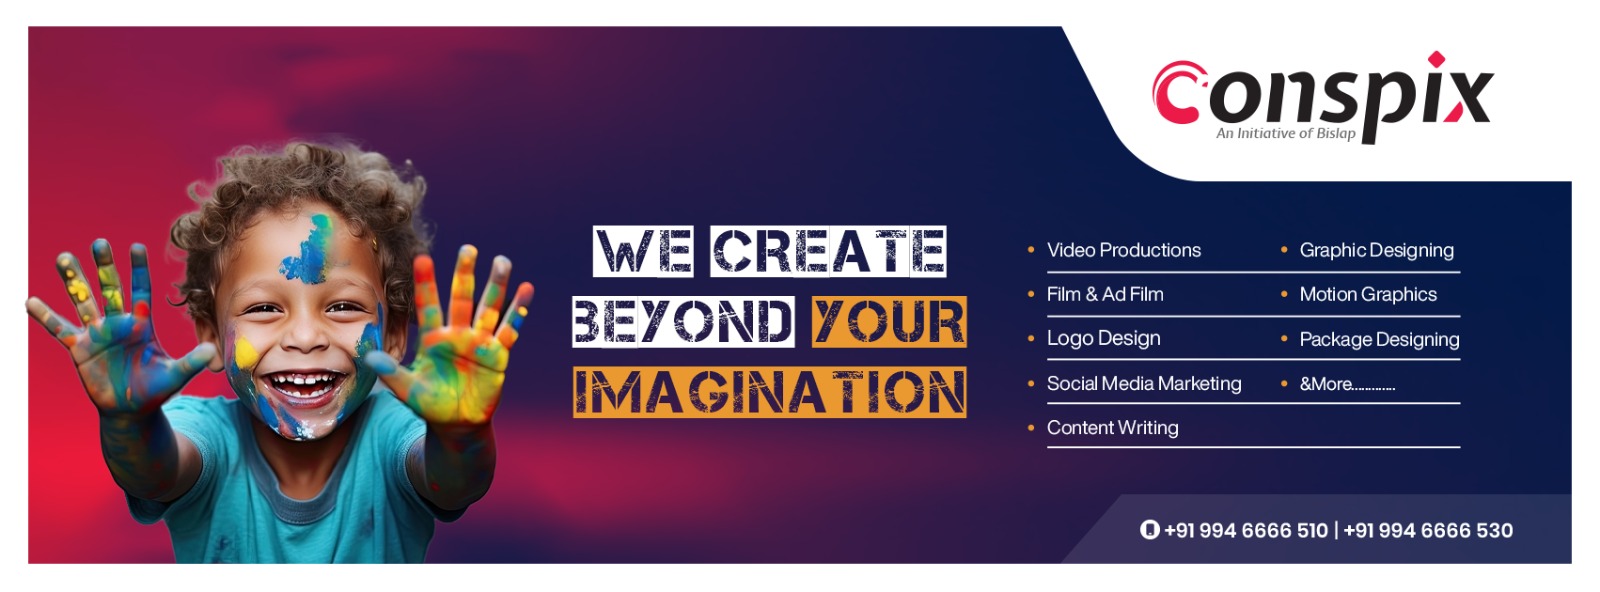 Conspix
An Initiative of Bislap
WE CREATE
BEYOND YOUR
IMAGINATION
• Video Productions
• Film & Ad Film
• Logo Design
• Social Media Marketing
• Content Writing
• Graphic Designing
• Motion Graphics
• Package Designing
• &More.............
+91 994 6666 510 | +91 994 6666 530